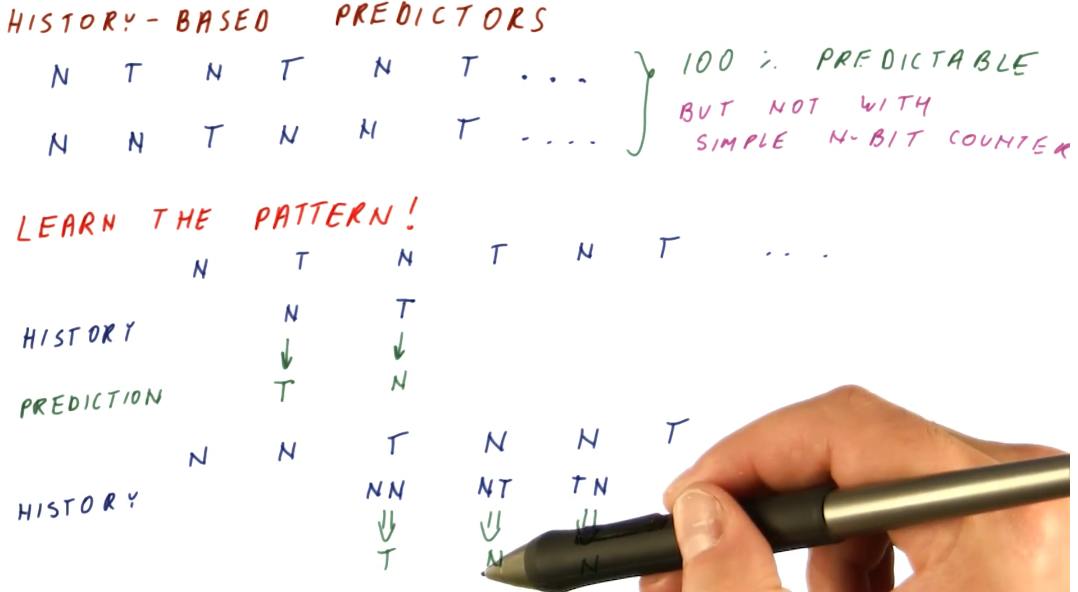 HISTORY-BASED PREDICTORS
N T N T N T ... 100 % PREDICTABLE
BUT NOT WITH
N N T N N T .... SIMPLE N-BIT COUNTER
LEARN THE PATTERN!
N T N T N T ...
HISTORY N T
PREDICTION T N
N N T N N T
HISTORY NN NT TN
T N N